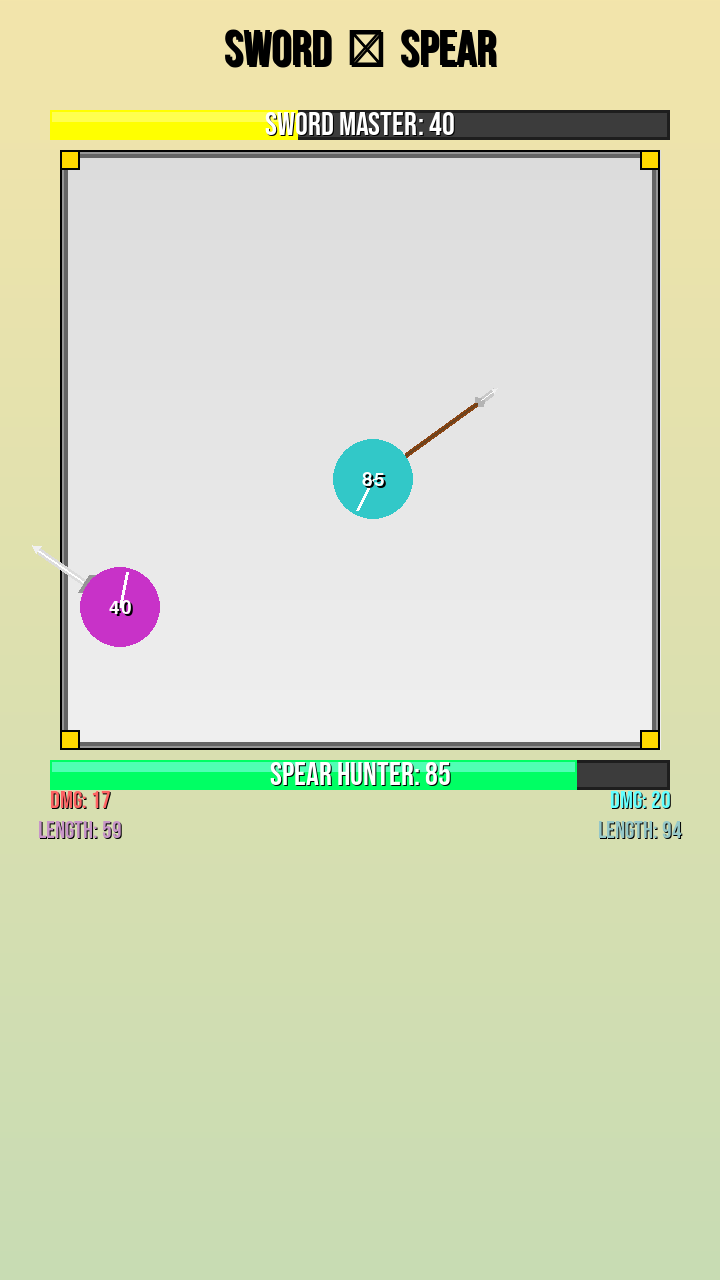 SWORD ☒ SPEAR
SWORD MASTER: 40
85
40
SPEAR HUNTER: 85
DMG: 17
DMG: 20
LENGTH: 59
LENGTH: 94